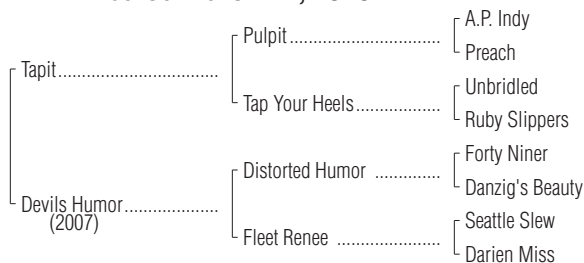 A.P. Indy
Pulpit
Preach
Tapit
Unbridled
Tap Your Heels
Ruby Slippers
Forty Niner
Distorted Humor
Danzig's Beauty
Devils Humor
(2007)
Seattle Slew
Fleet Renee
Darien Miss